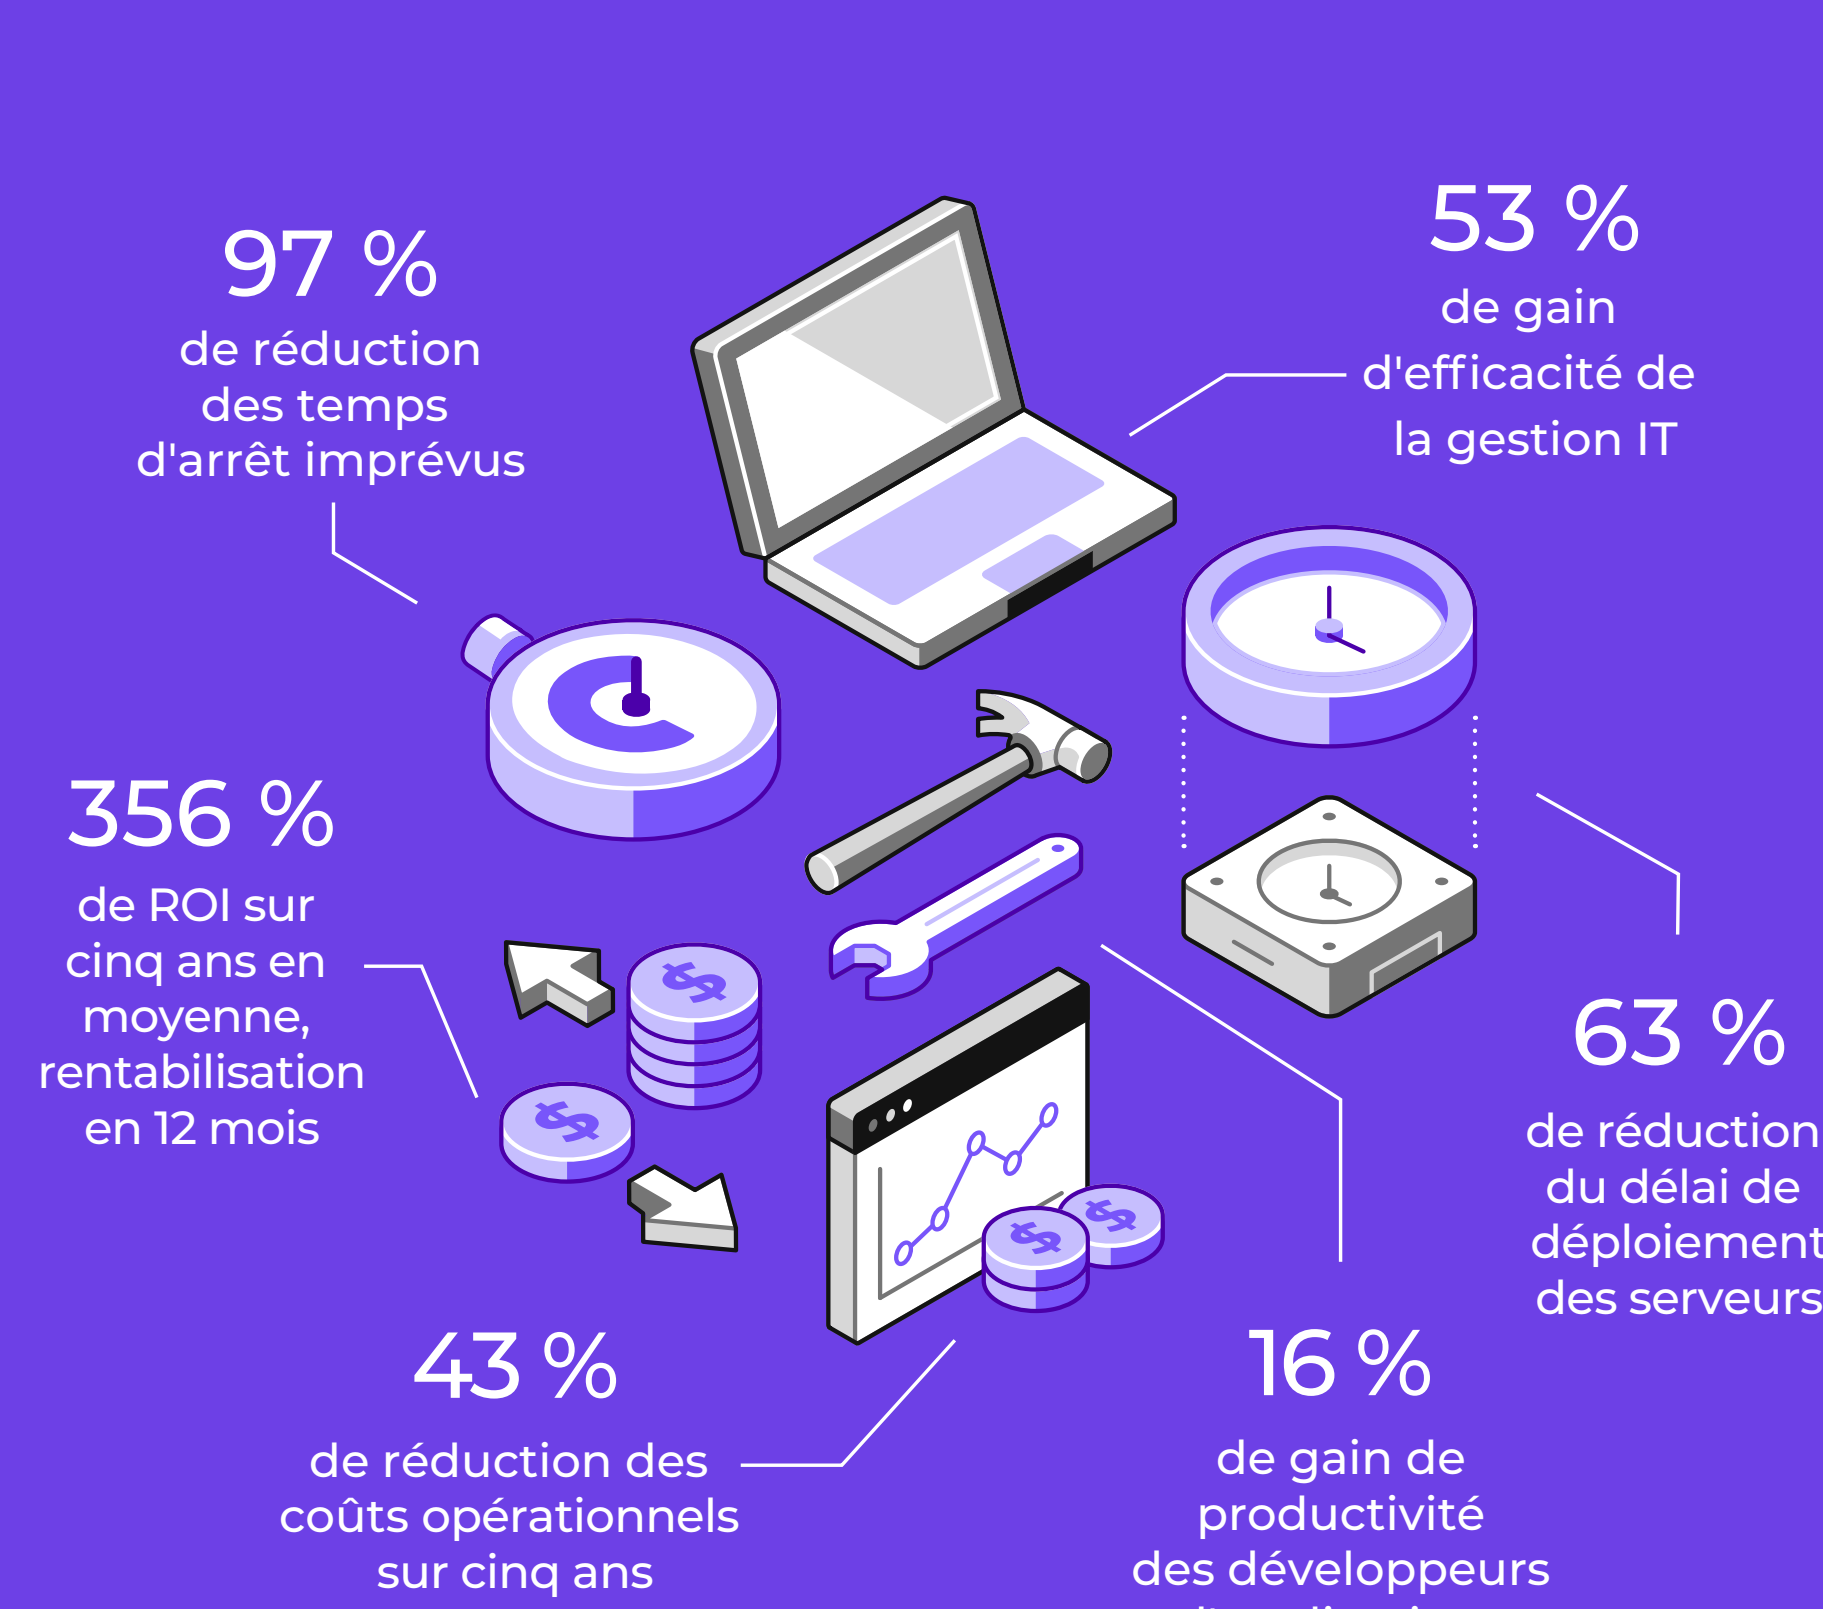 97 %
de réduction
des temps
d'arrêt imprévus
53 %
de gain
d'efficacité de
la gestion IT
356 %
de ROI sur
cinq ans en
moyenne,
rentabilisation
en 12 mois
63 %
de réduction
du délai de
déploiement
des serveurs
43 %
de réduction des
coûts opérationnels
sur cinq ans
16 %
de gain de
productivité
des développeurs